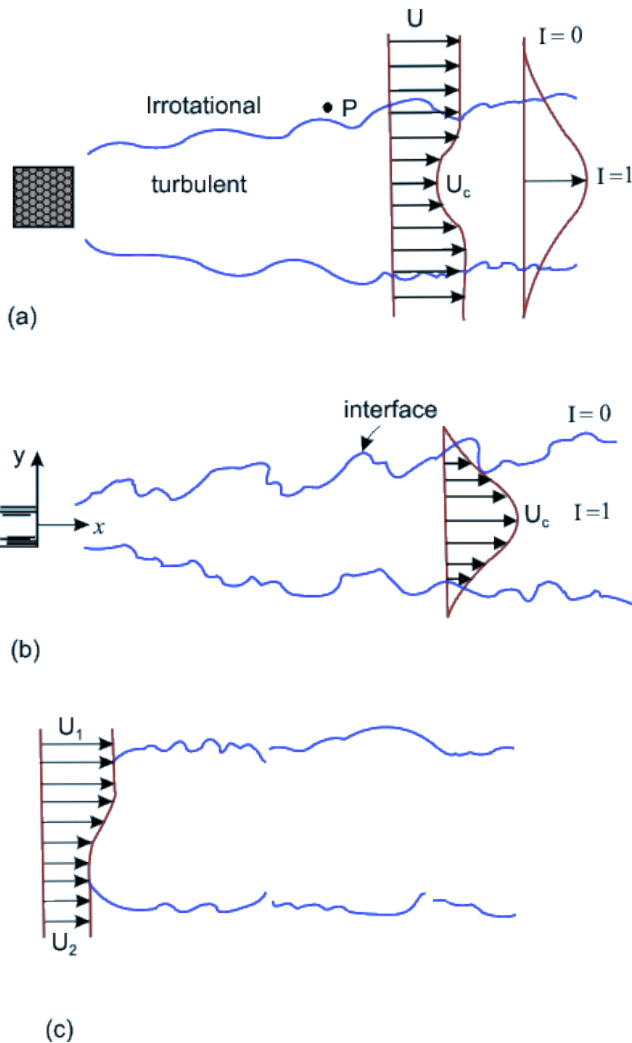 U
I = 0
Irrotational
P
turbulent
U_c
I = 1
(a)
interface
I = 0
y
x
U_c
I = 1
(b)
U_1
U_2
(c)